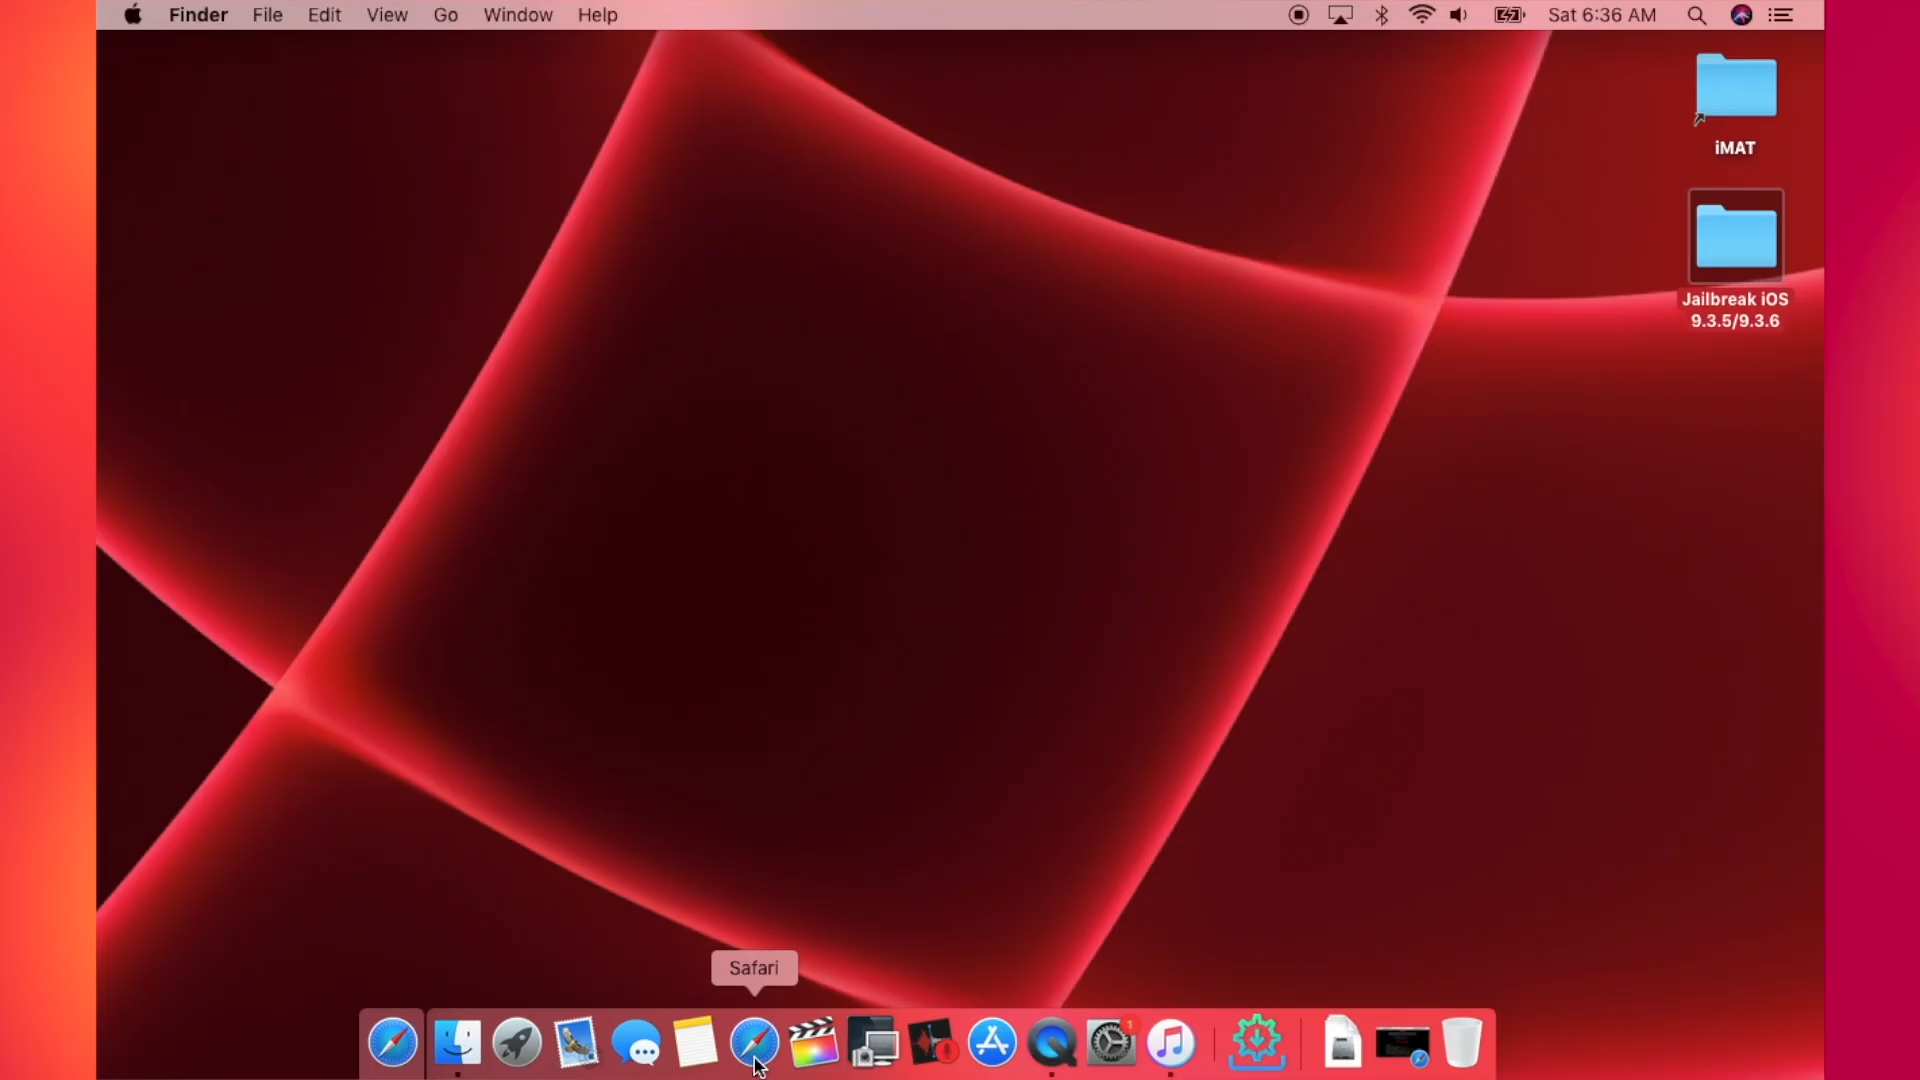 Finder File Edit View Go Window Help Sat 6:36 AM
iMAT
Jailbreak iOS
9.3.5/9.3.6
Safari
1